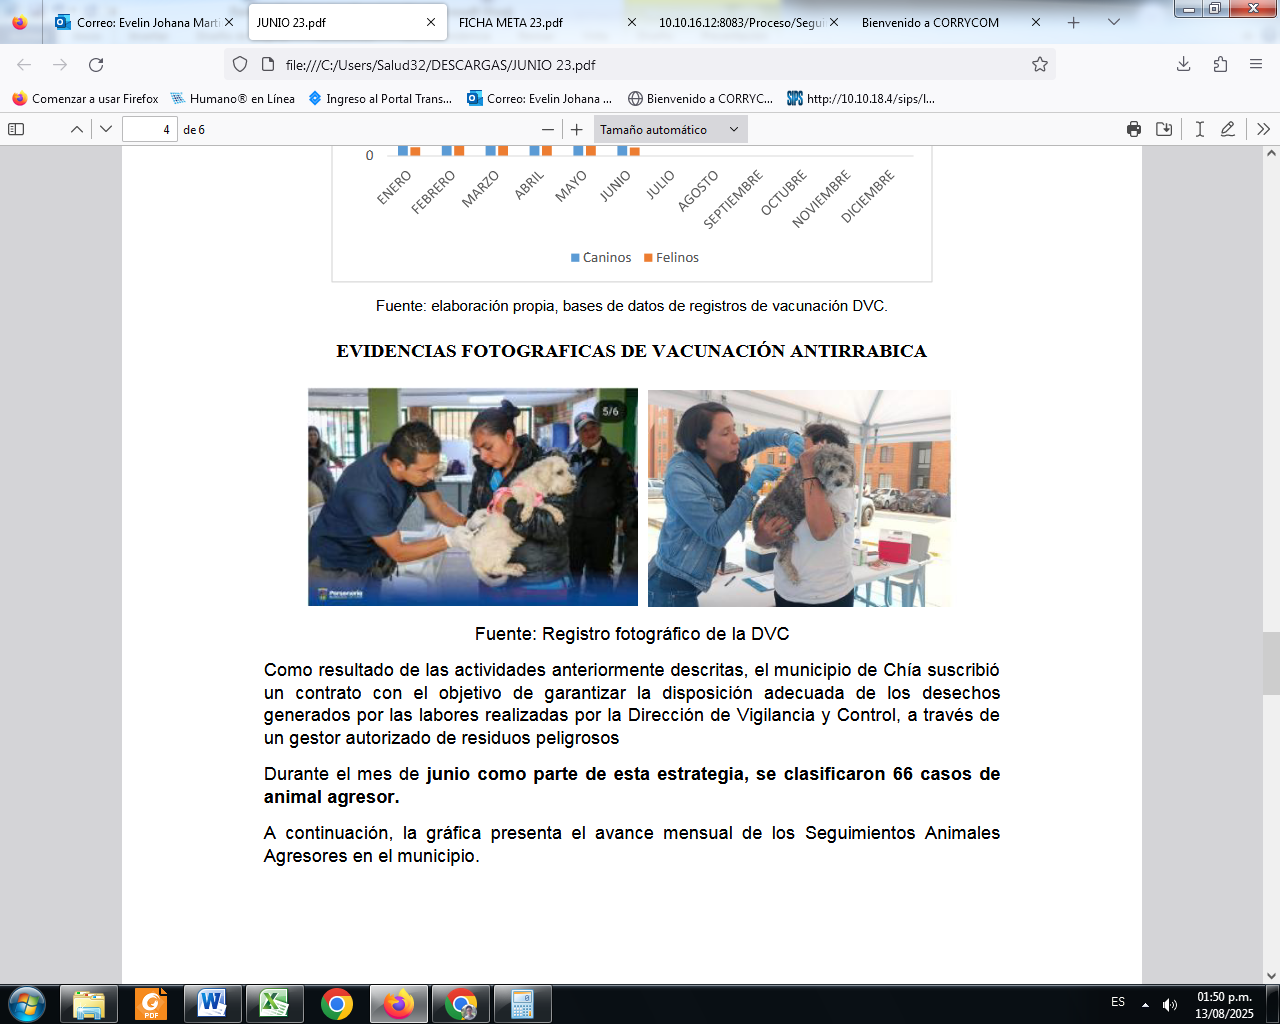 Correo: Evelin Johana Marti
JUNIO 23.pdf
FICHA META 23.pdf
10.10.16.12:8083/Proceso/Segui
Bienvenido a CORRYCOM
file:///C:/Users/Salud32/DESCARGAS/JUNIO 23.pdf
Comenzar a usar Firefox
Humano® en Línea
Ingreso al Portal Trans...
Correo: Evelin Johana ...
Bienvenido a CORRYC...
SIPS
http://10.10.18.4/sips/l...
4
de 6
Tamaño automático
0
ENERO
FEBRERO
MARZO
ABRIL
MAYO
JUNIO
JULIO
AGOSTO
SEPTIEMBRE
OCTUBRE
NOVIEMBRE
DICIEMBRE
Caninos
Felinos
Fuente: elaboración propia, bases de datos de registros de vacunación DVC.
EVIDENCIAS FOTOGRAFICAS DE VACUNACIÓN ANTIRRABICA
5/6
Personería
Fuente: Registro fotográfico de la DVC
Como resultado de las actividades anteriormente descritas, el municipio de Chía suscribió
un contrato con el objetivo de garantizar la disposición adecuada de los desechos
generados por las labores realizadas por la Dirección de Vigilancia y Control, a través de
un gestor autorizado de residuos peligrosos
Durante el mes de junio como parte de esta estrategia, se clasificaron 66 casos de
animal agresor.
A continuación, la gráfica presenta el avance mensual de los Seguimientos Animales
Agresores en el municipio.
PDF
ES
01:50 p.m.
13/08/2025